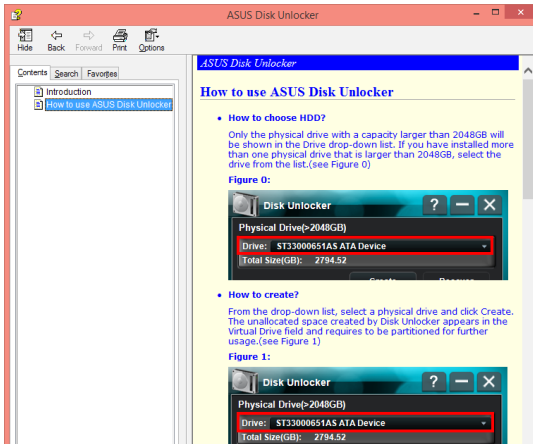 ASUS Disk Unlocker
Hide Back Forward Print Options
Contents Search Favorites
Introduction
How to use ASUS Disk Unlocker
ASUS Disk Unlocker
How to use ASUS Disk Unlocker
How to choose HDD?
Only the physical drive with a capacity larger than 2048GB will
be shown in the Drive drop-down list. If you have installed more
than one physical drive that is larger than 2048GB, select the
drive from the list.(see Figure 0)
Figure 0:
Disk Unlocker
Physical Drive(>2048GB)
Drive: ST33000651AS ATA Device
Total Size(GB): 2794.52
How to create?
From the drop-down list, select a physical drive and click Create.
The unallocated space created by Disk Unlocker appears in the
Virtual Drive field and requires to be partitioned for further
usage.(see Figure 1)
Figure 1:
Disk Unlocker
Physical Drive(>2048GB)
Drive: ST33000651AS ATA Device
Total Size(GB): 2794.52